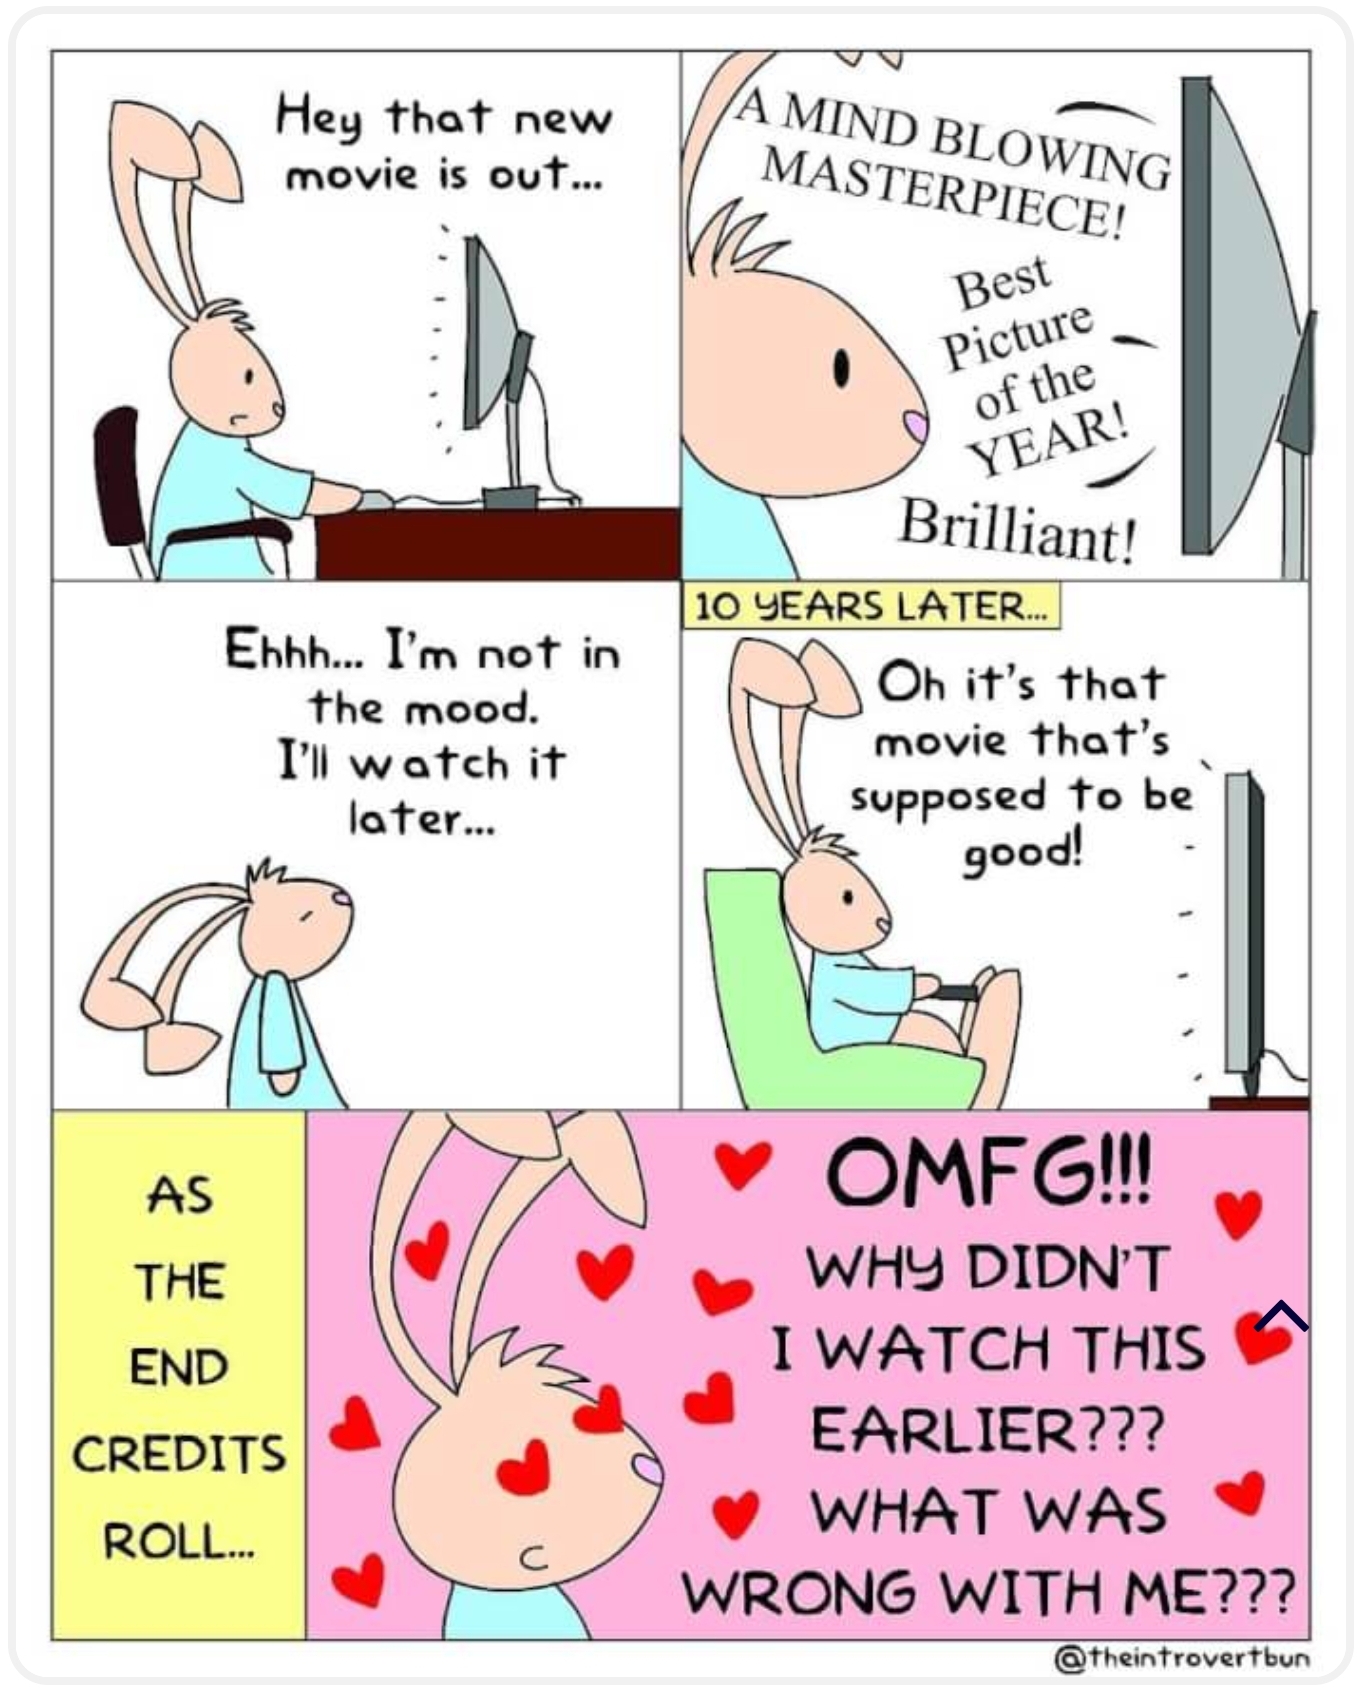 Hey that new
movie is out...
A MIND BLOWING
MASTERPIECE!
Best
Picture
of the
YEAR!
Brilliant!
Ehhh... I'm not in
the mood.
I'll watch it
later...
10 YEARS LATER...
Oh it's that
movie that's
supposed to be
good!
AS
THE
END
CREDITS
ROLL...
OMFG!!!
WHY DIDN'T
I WATCH THIS
EARLIER???
WHAT WAS
WRONG WITH ME???
@theintrovertbun